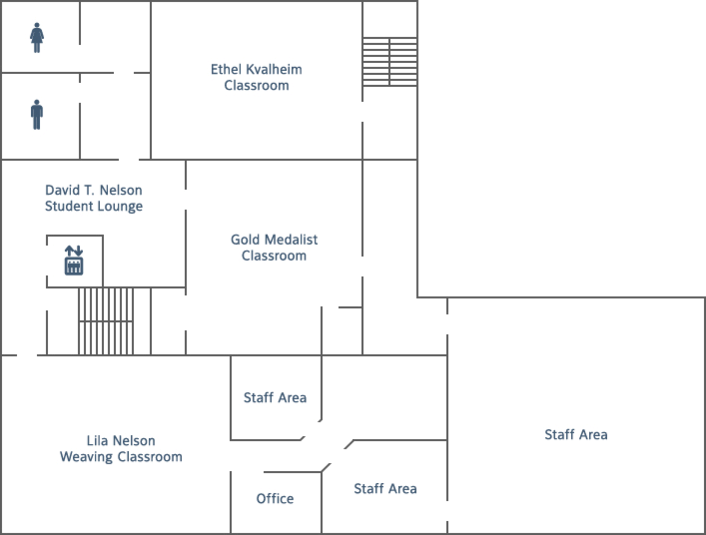 Ethel Kvalheim
Classroom
David T. Nelson
Student Lounge
Gold Medalist
Classroom
Staff Area
Lila Nelson
Weaving Classroom
Staff Area
Office
Staff Area